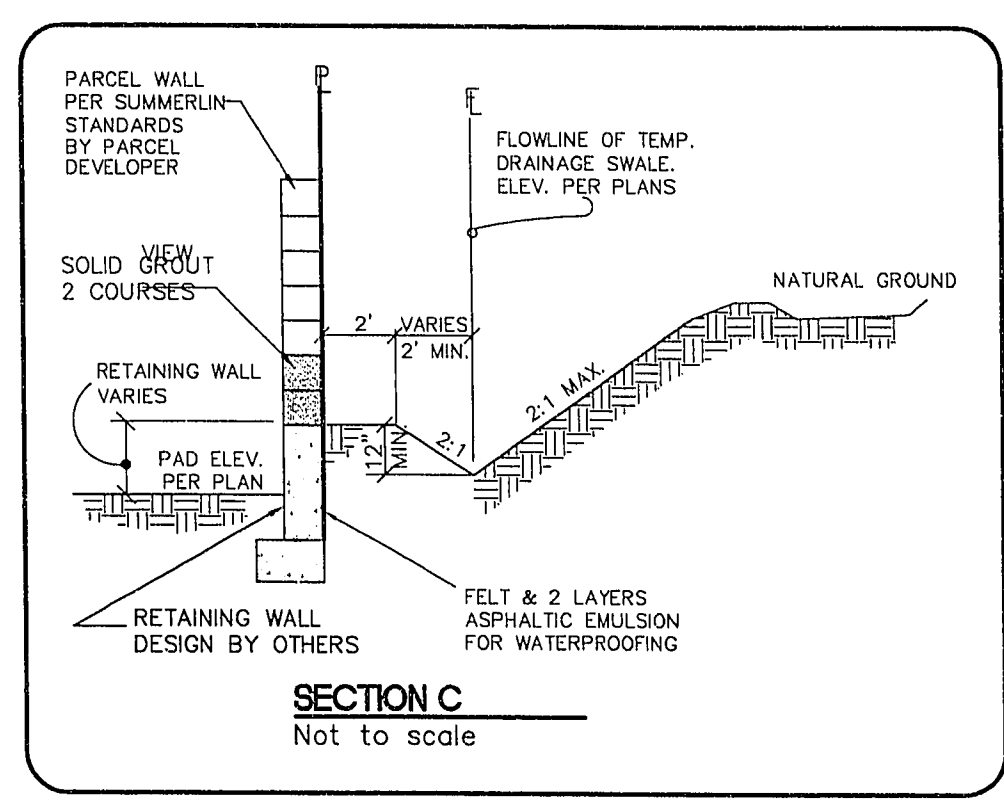 PARCEL WALL
PER SUMMERLIN
STANDARDS
BY PARCEL
DEVELOPER
PL
FL
FLOWLINE OF TEMP.
DRAINAGE SWALE.
ELEV. PER PLANS
VIEW
SOLID GROUT
2 COURSES
NATURAL GROUND
2'
VARIES
2' MIN.
RETAINING WALL
VARIES
2:1 MAX.
2:1
12"
MIN.
PAD ELEV.
PER PLAN
RETAINING WALL
DESIGN BY OTHERS
FELT & 2 LAYERS
ASPHALTIC EMULSION
FOR WATERPROOFING
SECTION C
Not to scale